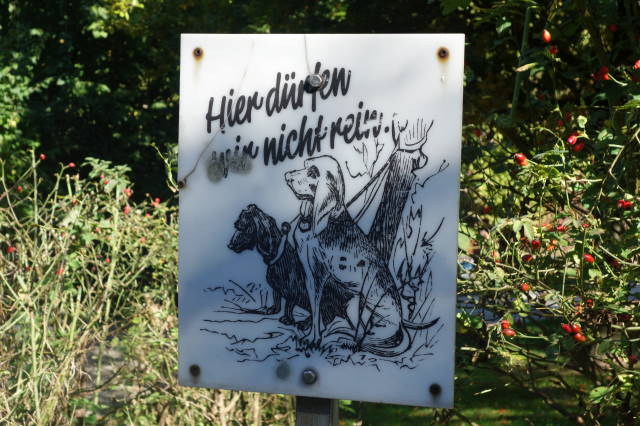 Hier dürfen
wir nicht rein.